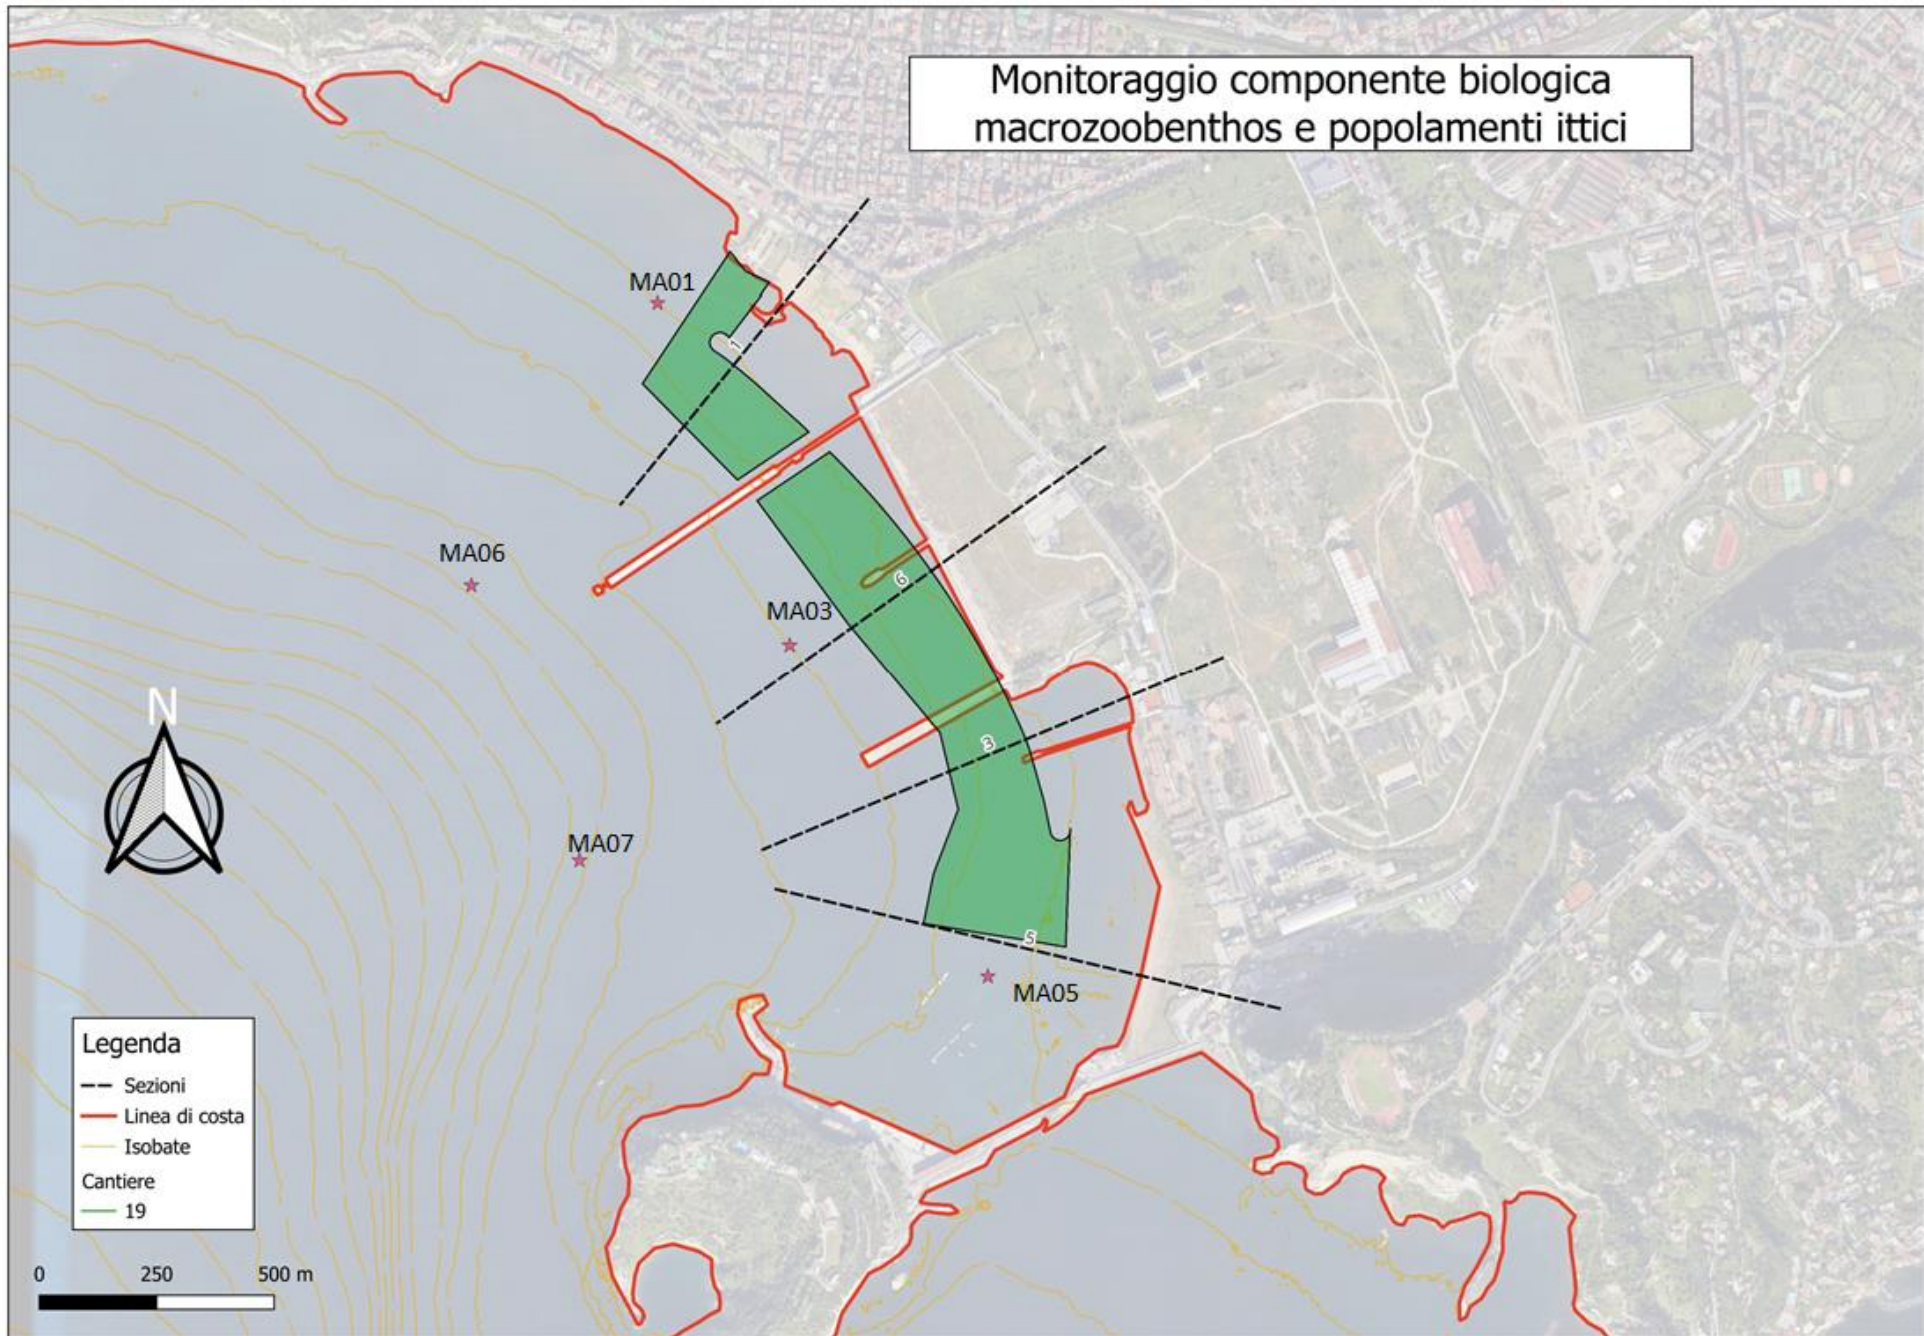 Monitoraggio componente biologica
macrozoobenthos e popolamenti ittici
MA01
1
MA06
6
MA03
3
N
MA07
5
MA05
Legenda
Sezioni
Linea di costa
Isobate
Cantiere
19
0 250 500 m